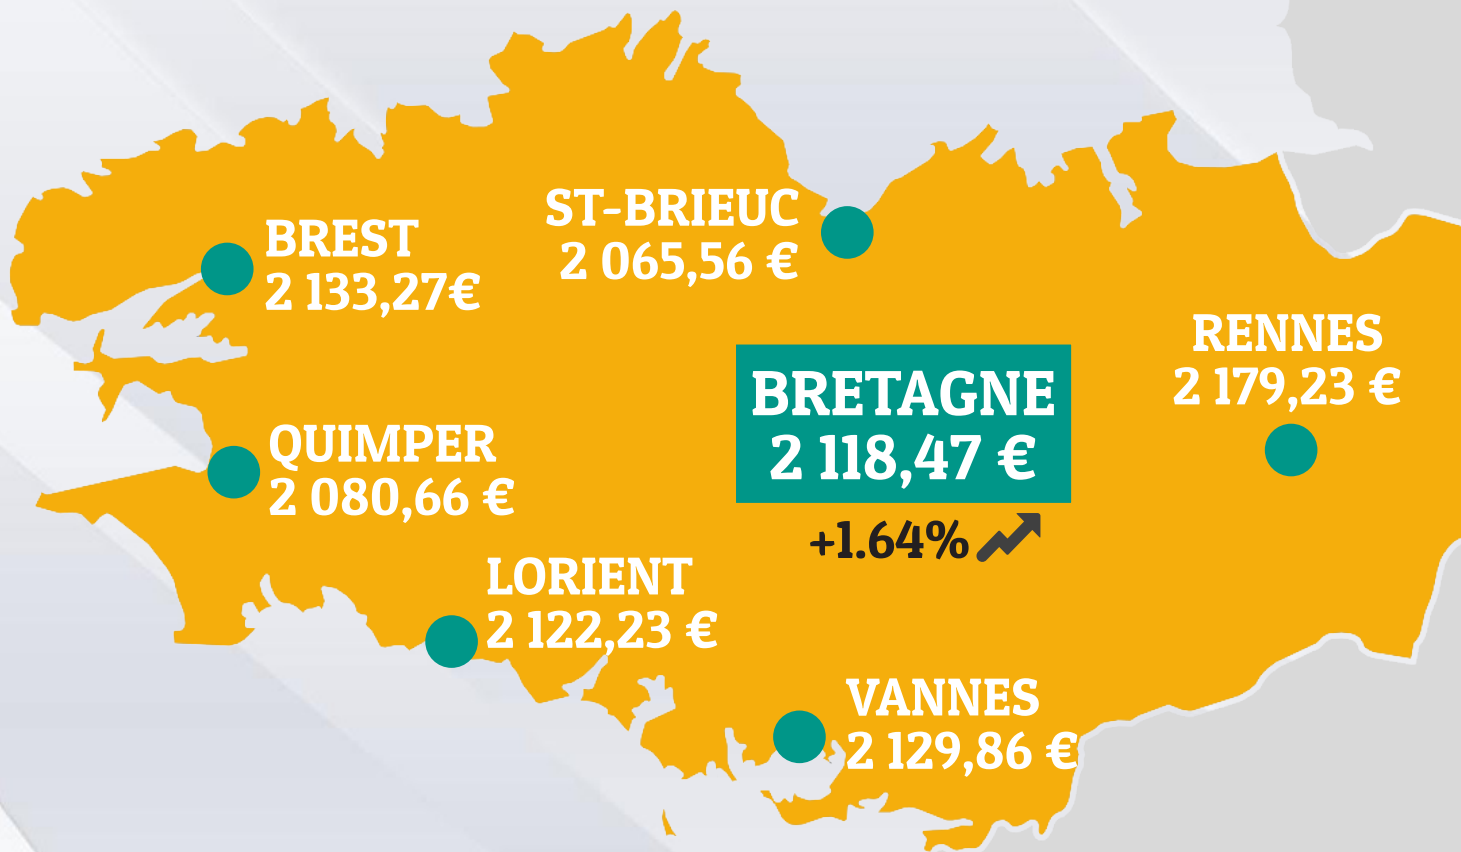 ST-BRIEUC
2 065,56 €
BREST
2 133,27€
RENNES
2 179,23 €
BRETAGNE
2 118,47 €
+1.64%
QUIMPER
2 080,66 €
LORIENT
2 122,23 €
VANNES
2 129,86 €